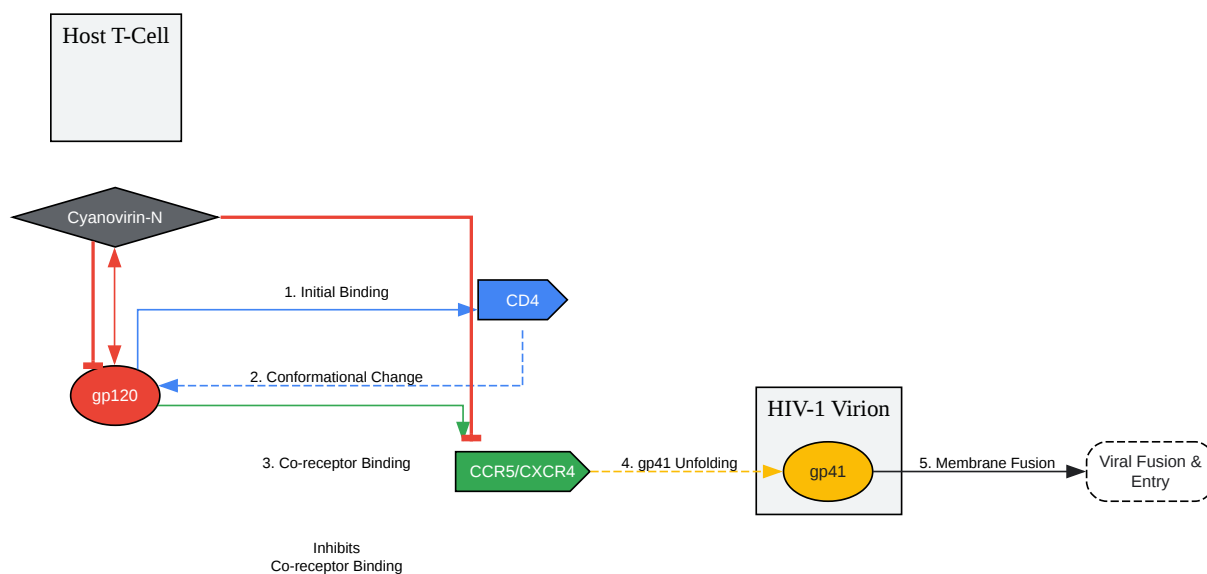 Host T-Cell
Cyanovirin-N
1. Initial Binding
CD4
2. Conformational Change
gp120
HIV-1 Virion
3. Co-receptor Binding
CCR5/CXCR4
4. gp41 Unfolding
gp41
5. Membrane Fusion
Viral Fusion &
Entry
Inhibits
Co-receptor Binding